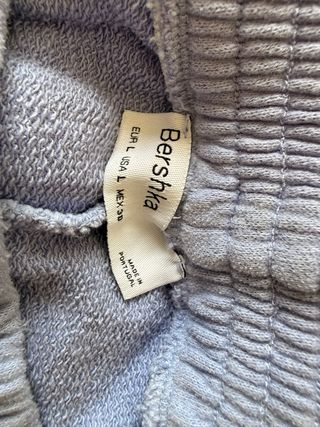 Bershka
EUR L USA L MEX 30
MADE IN
PORTUGAL